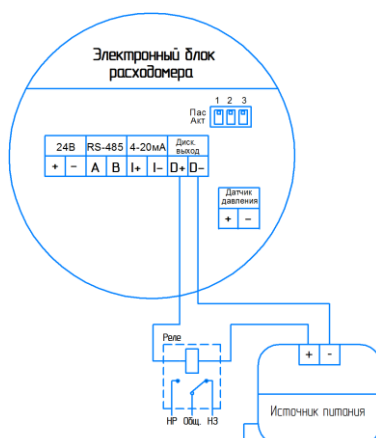 Электронный блок
расходомера
1 2 3
Пас
Акт
24В RS-485 4-20мА Диск. выход
+ - A B I+ I- D+ D-
Датчик
давления
+ -
Реле
+ -
Источник питания
НР Общ. НЗ